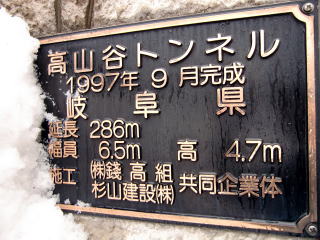 高山谷トンネル
1997年 9 月完成
岐阜県
延長 286m
幅員 6.5m 高 4.7m
施工 ㈱錢高組 共同企業体
杉山建設㈱